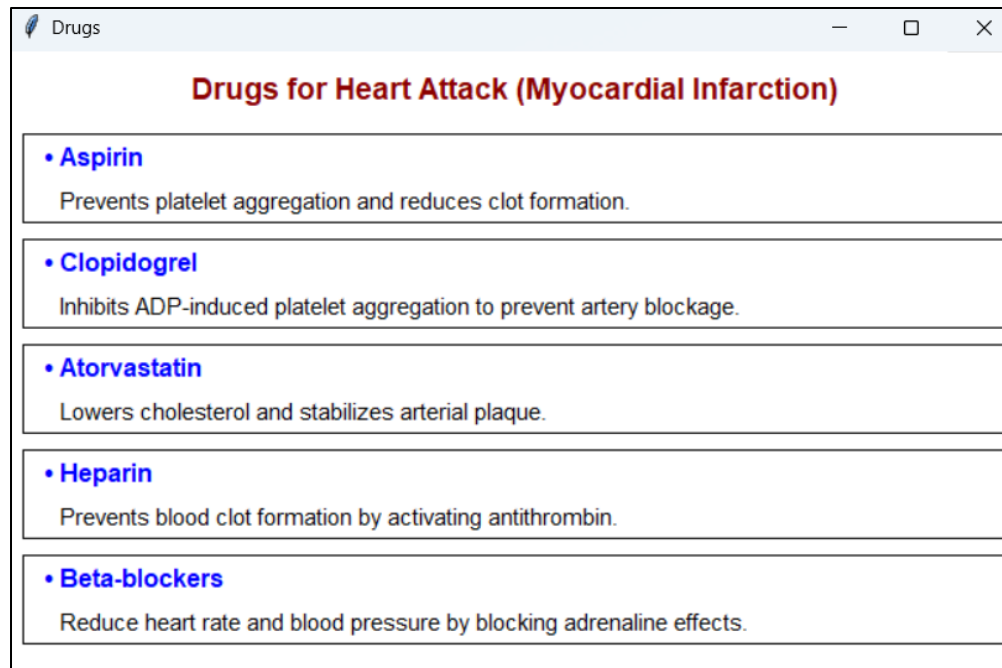 Drugs
Drugs for Heart Attack (Myocardial Infarction)
• Aspirin
Prevents platelet aggregation and reduces clot formation.
• Clopidogrel
Inhibits ADP-induced platelet aggregation to prevent artery blockage.
• Atorvastatin
Lowers cholesterol and stabilizes arterial plaque.
• Heparin
Prevents blood clot formation by activating antithrombin.
• Beta-blockers
Reduce heart rate and blood pressure by blocking adrenaline effects.